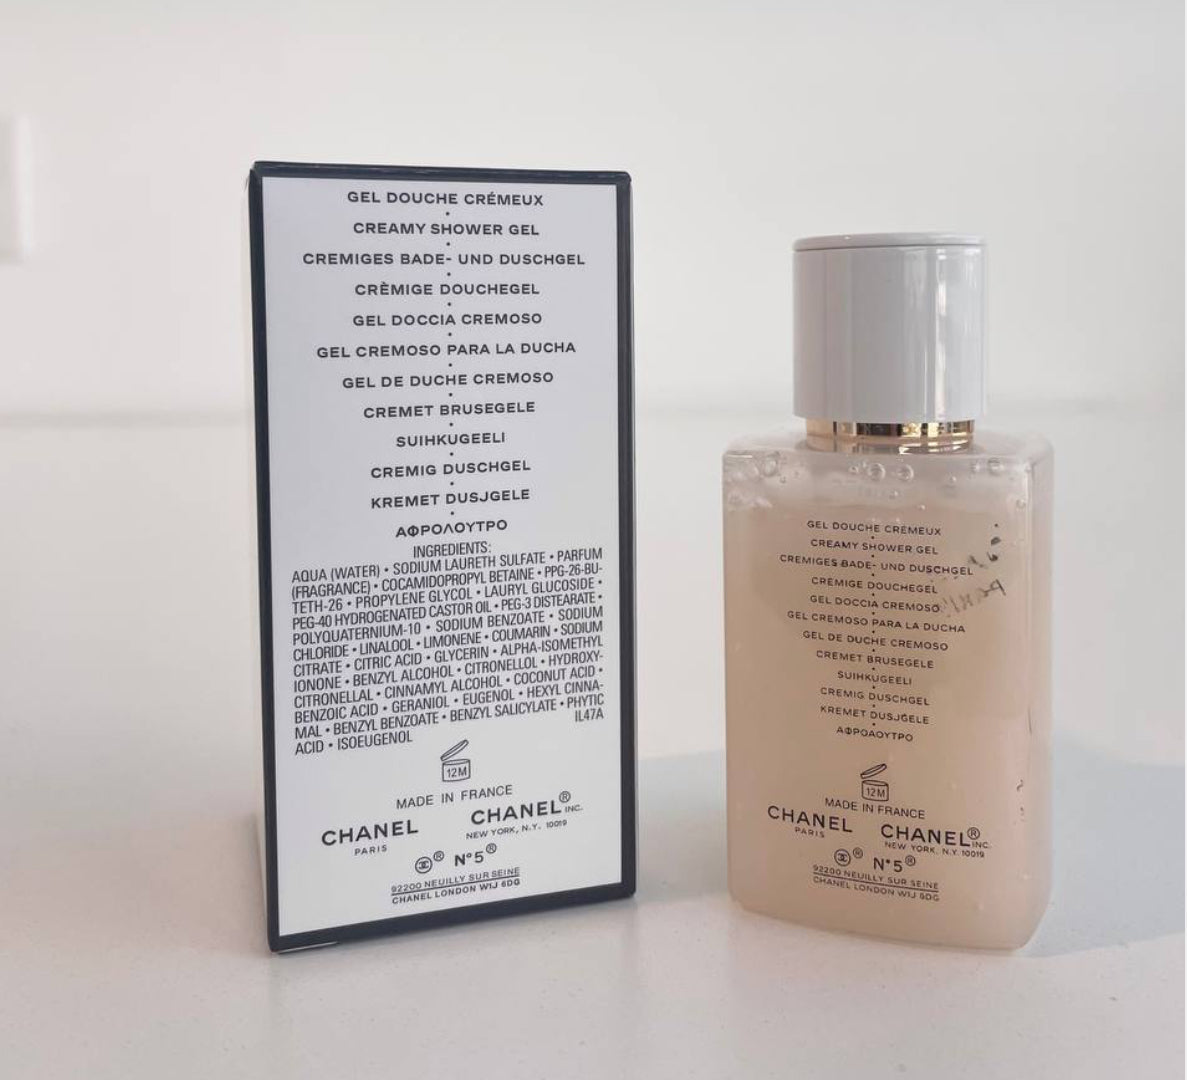 GEL DOUCHE CRÉMEUX
•
CREAMY SHOWER GEL
•
CREMIGES BADE- UND DUSCHGEL
•
CRÈMIGE DOUCHEGEL
•
GEL DOCCIA CREMOSO
•
GEL CREMOSO PARA LA DUCHA
•
GEL DE DUCHE CREMOSO
•
CREMET BRUSEGELE
•
SUIHKUGEELI
•
CREMIG DUSCHGEL
•
KREMET DUSJGELE
•
ΑΦΡΟΛΟΥΤΡΟ
INGREDIENTS:
AQUA (WATER) • SODIUM LAURETH SULFATE • PARFUM
(FRAGRANCE) • COCAMIDOPROPYL BETAINE • PPG-26-BU-
TETH-26 • PROPYLENE GLYCOL • LAURYL GLUCOSIDE •
PEG-40 HYDROGENATED CASTOR OIL • PEG-3 DISTEARATE •
POLYQUATERNIUM-10 • SODIUM BENZOATE • SODIUM
CHLORIDE • LINALOOL • LIMONENE • COUMARIN • SODIUM
CITRATE • CITRIC ACID • GLYCERIN • ALPHA-ISOMETHYL
IONONE • BENZYL ALCOHOL • CITRONELLOL • HYDROXY-
CITRONELLAL • CINNAMYL ALCOHOL • COCONUT ACID •
BENZOIC ACID • GERANIOL • EUGENOL • HEXYL CINNA-
MAL • BENZYL BENZOATE • BENZYL SALICYLATE • PHYTIC
ACID • ISOEUGENOL IL47A
12M
MADE IN FRANCE
CHANEL CHANEL® INC.
PARIS NEW YORK, N.Y. 10019
® N°5®
92200 NEUILLY SUR SEINE
CHANEL LONDON W1J 6DG
GEL DOUCHE CRÉMEUX
•
CREAMY SHOWER GEL
•
CREMIGES BADE- UND DUSCHGEL
•
CRÈMIGE DOUCHEGEL
•
GEL DOCCIA CREMOSO
•
GEL CREMOSO PARA LA DUCHA
•
GEL DE DUCHE CREMOSO
•
CREMET BRUSEGELE
•
SUIHKUGEELI
•
CREMIG DUSCHGEL
•
KREMET DUSJGELE
•
ΑΦΡΟΛΟΥΤΡΟ
12M
MADE IN FRANCE
CHANEL CHANEL® INC.
PARIS NEW YORK, N.Y. 10019
® N°5®
92200 NEUILLY SUR SEINE
CHANEL LONDON W1J 6DG